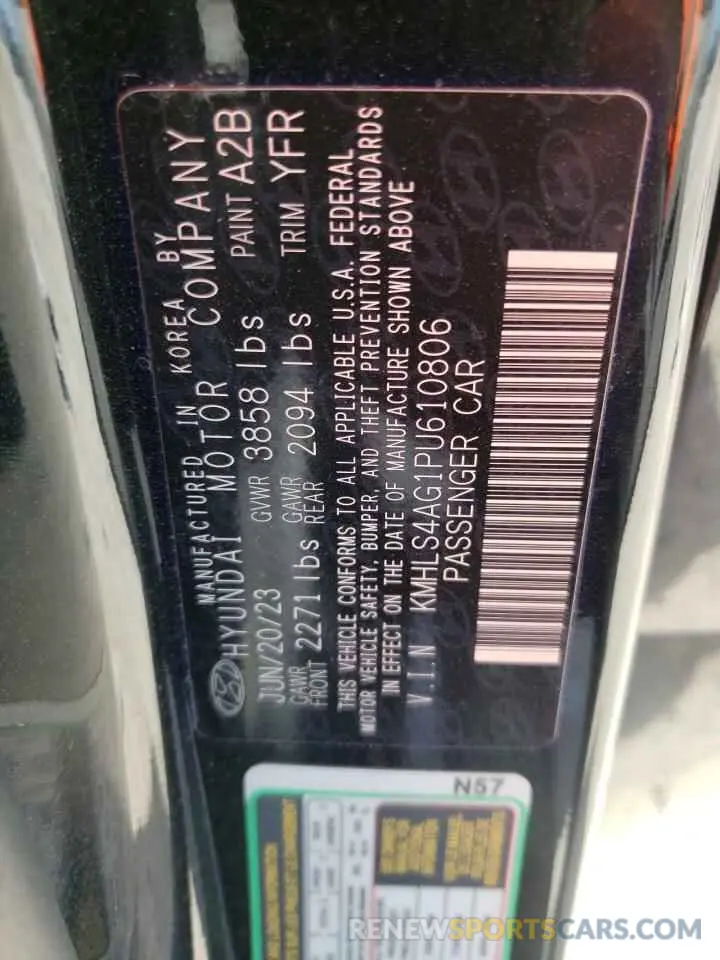 MANUFACTURED IN KOREA BY
HYUNDAI MOTOR COMPANY
JUN/20/23 GVWR 3858 lbs PAINT A2B
GAWR FRONT 2271 lbs GAWR REAR 2094 lbs TRIM YFR
THIS VEHICLE CONFORMS TO ALL APPLICABLE U.S.A. FEDERAL
MOTOR VEHICLE SAFETY, BUMPER, AND THEFT PREVENTION STANDARDS
IN EFFECT ON THE DATE OF MANUFACTURE SHOWN ABOVE
V.I.N KMHLS4AG1PU610806
PASSENGER CAR
N57
RENEWSPORTSCARS.COM